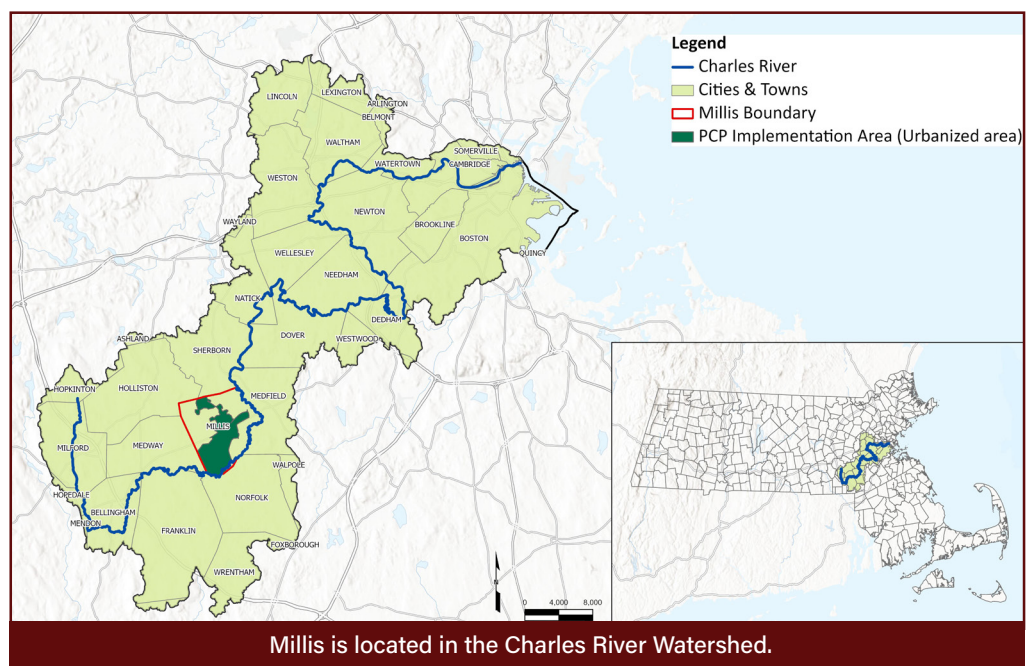 Legend
Charles River
Cities & Towns
Millis Boundary
PCP Implementation Area (Urbanized area)
LINCOLN
LEXINGTON
ARLINGTON
BELMONT
WALTHAM
SOMERVILLE
WATERTOWN
CAMBRIDGE
WESTON
NEWTON
WAYLAND
BROOKLINE
BOSTON
WELLESLEY
QUINCY
NEEDHAM
NATICK
DEDHAM
DOVER
WESTWOOD
ASHLAND
SHERBORN
HOLLISTON
HOPKINTON
MEDFIELD
MILLIS
MILFORD
MEDWAY
WALPOLE
HOPEDALE
NORFOLK
BELLINGHAM
MENDON
FRANKLIN
FOXBOROUGH
WRENTHAM
N
0 4,000 8,000
Millis is located in the Charles River Watershed.